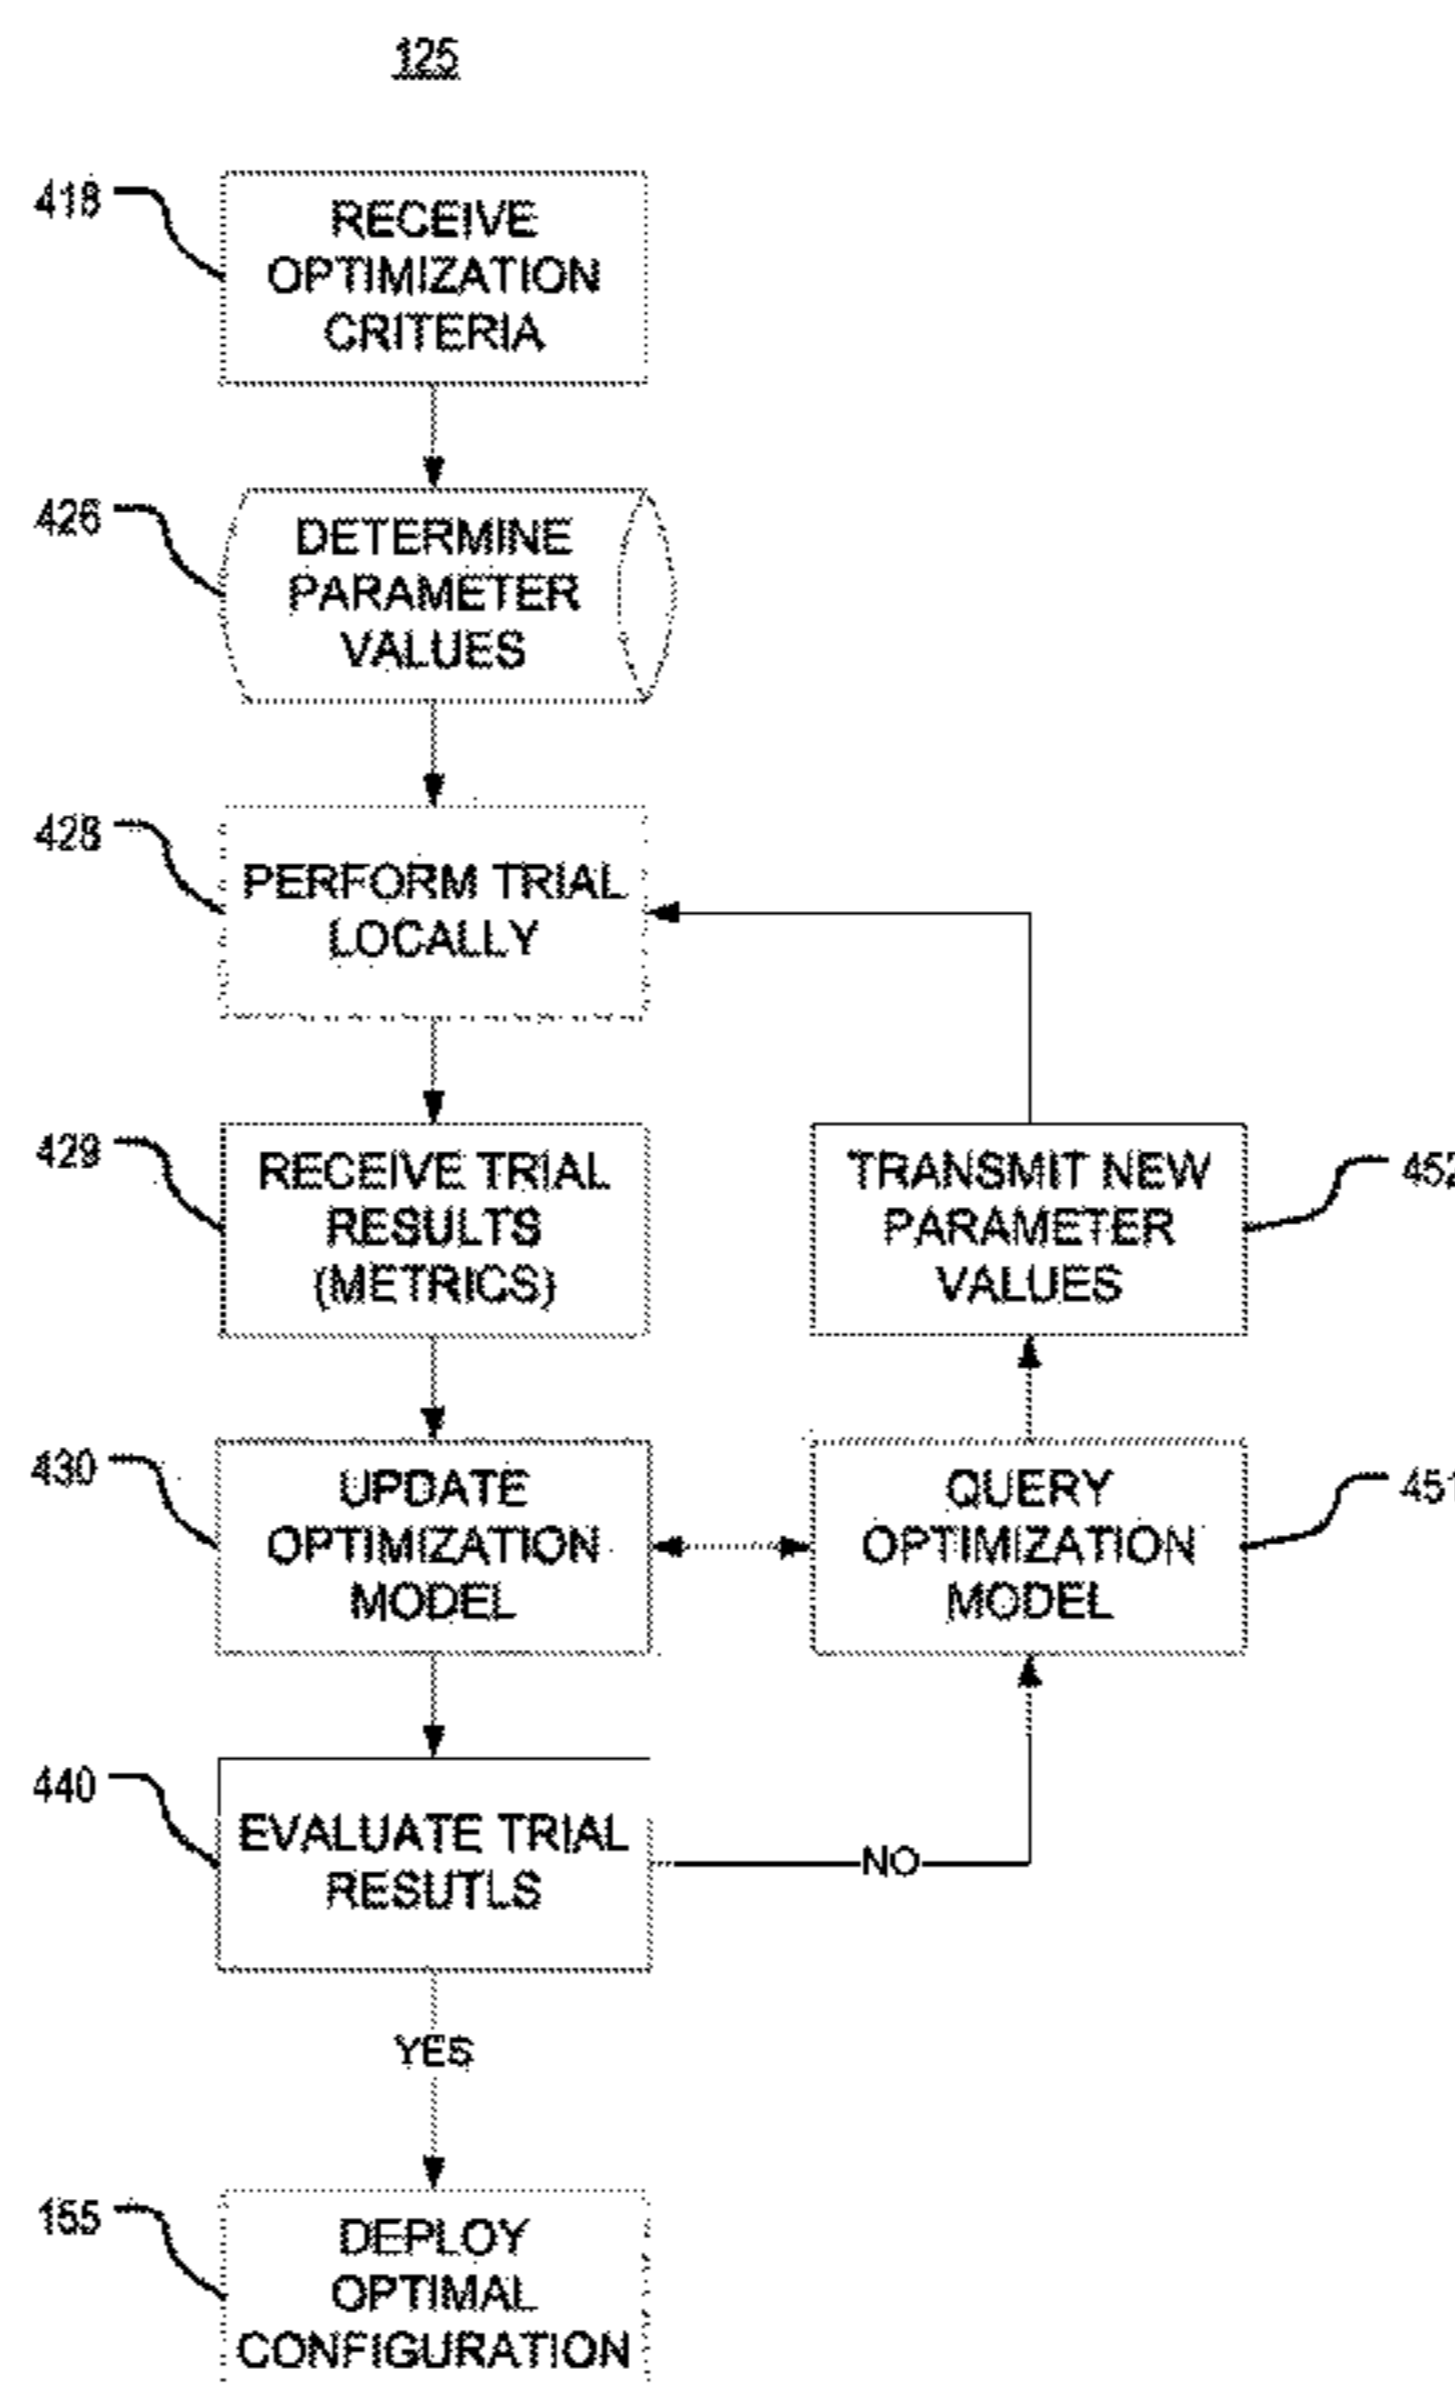 125
418
RECEIVE
OPTIMIZATION
CRITERIA
426
DETERMINE
PARAMETER
VALUES
428
PERFORM TRIAL
LOCALLY
429
RECEIVE TRIAL
RESULTS
(METRICS)
TRANSMIT NEW
PARAMETER
VALUES
452
430
UPDATE
OPTIMIZATION
MODEL
QUERY
OPTIMIZATION
MODEL
451
440
EVALUATE TRIAL
RESUTLS
NO
YES
155
DEPLOY
OPTIMAL
CONFIGURATION